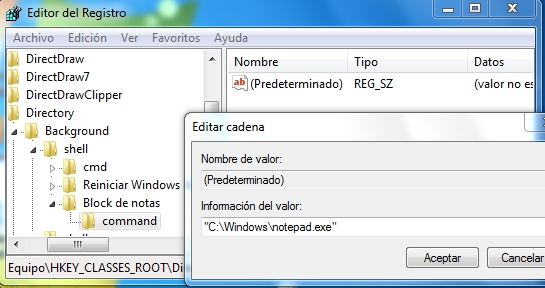 Editor del Registro
Archivo Edición Ver Favoritos Ayuda
DirectDraw
DirectDraw7
DirectDrawClipper
Directory
Background
shell
cmd
Reiniciar Windows
Block de notas
command
Equipo\HKEY_CLASSES_ROOT\Di
Nombre Tipo Datos
(Predeterminado) REG_SZ (valor no es
Editar cadena
Nombre de valor:
(Predeterminado)
Información del valor:
"C:\Windows\notepad.exe"
Aceptar Cancelar